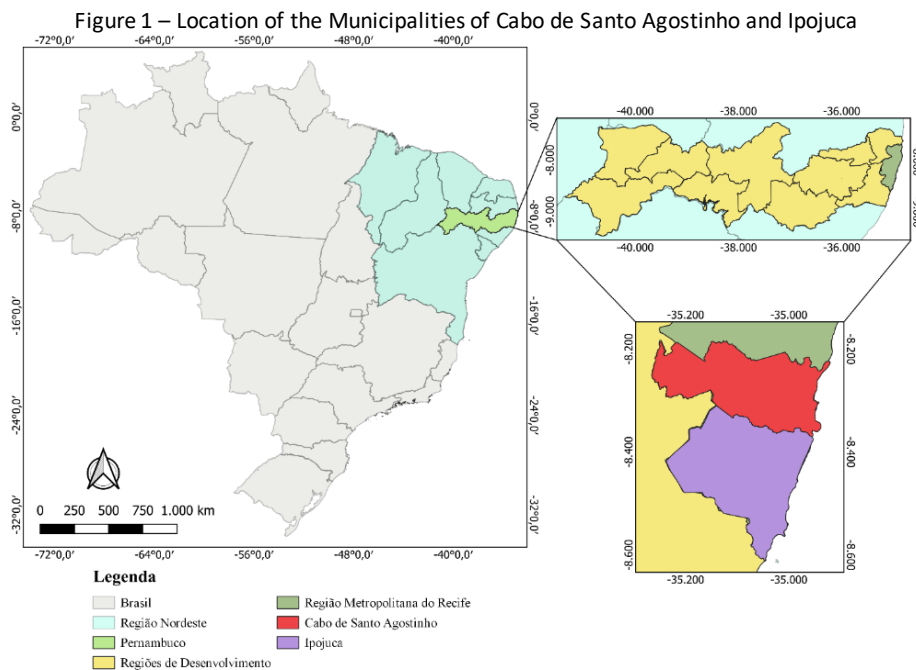 Figure 1 – Location of the Municipalities of Cabo de Santo Agostinho and Ipojuca
-72°0,0' -64°0,0' -56°0,0' -48°0,0' -40°0,0'
0°0,0'
-8°0,0'
-16°0,0'
-24°0,0'
-32°0,0'
0°0,0'
-8°0,0'
-16°0,0'
-24°0,0'
-32°0,0'
-72°0,0' -64°0,0' -56°0,0' -48°0,0' -40°0,0'
0 250 500 750 1.000 km
-40.000 -38.000 -36.000
-8.000
-9.000
-40.000 -38.000 -36.000
-35.200 -35.000
-8.200
-8.400
-8.600
-8.200
-8.400
-8.600
-35.200 -35.000
Legenda
Brasil
Região Nordeste
Pernambuco
Regiões de Desenvolvimento
Região Metropolitana do Recife
Cabo de Santo Agostinho
Ipojuca